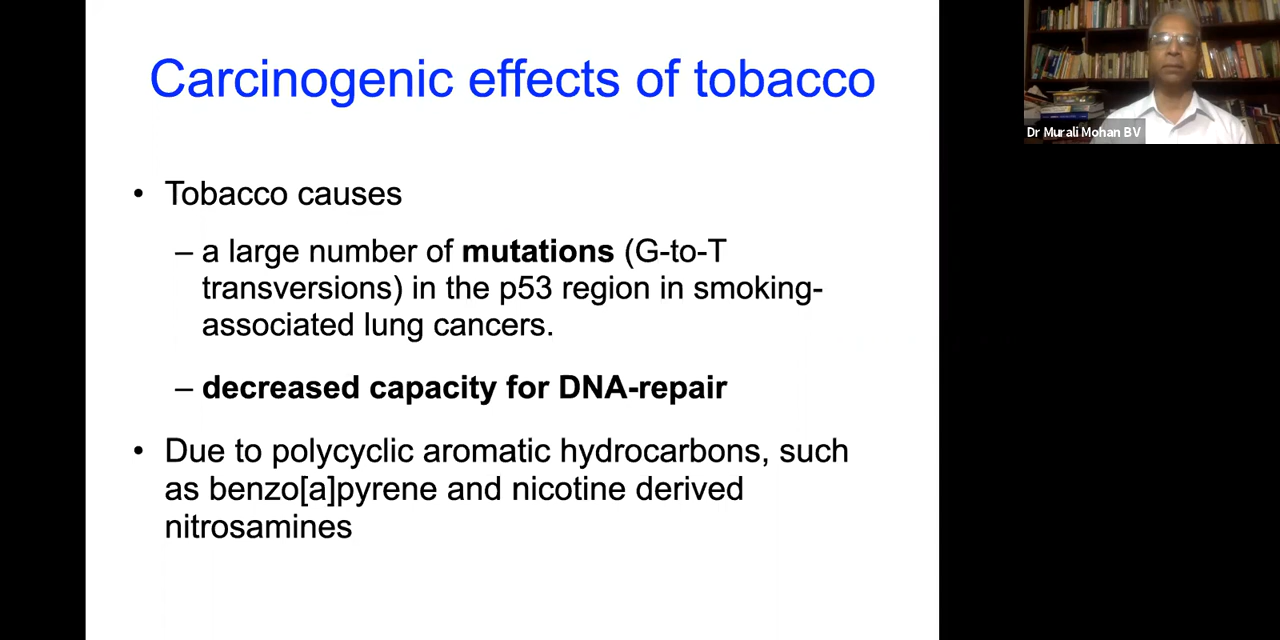 Carcinogenic effects of tobacco
Dr Murali Mohan BV
• Tobacco causes
– a large number of mutations (G-to-T
transversions) in the p53 region in smoking-
associated lung cancers.
– decreased capacity for DNA-repair
• Due to polycyclic aromatic hydrocarbons, such
as benzo[a]pyrene and nicotine derived
nitrosamines